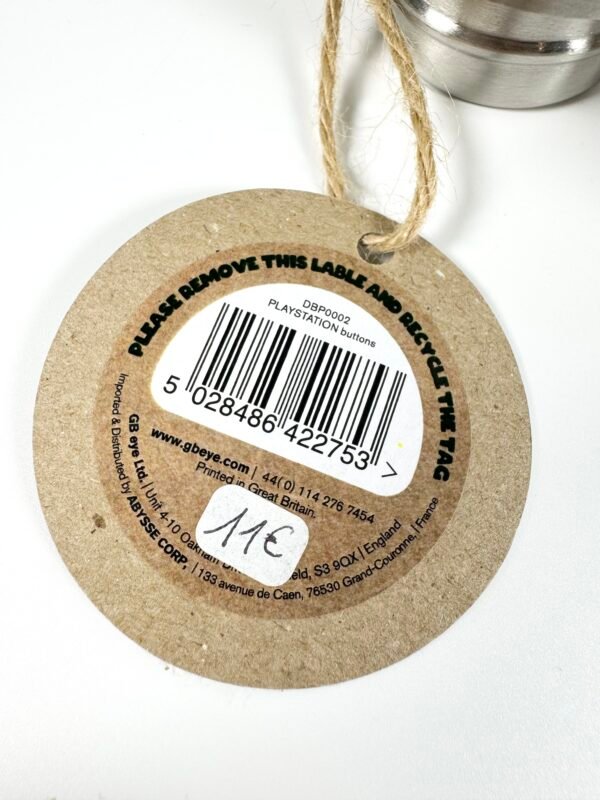 PLEASE REMOVE THIS LABLE AND RECYCLE THE TAG
DBP0002
PLAYSTATION buttons
5 028486 422753 >
www.gbeye.com | 44(0) 114 276 7454
Printed in Great Britain.
GB eye Ltd. | Unit 4-10 S3 9QX | England
Imported & Distributed by ABYSSE CORP. | 133 avenue de Caen, 76530 Grand-Couronne, France
11€